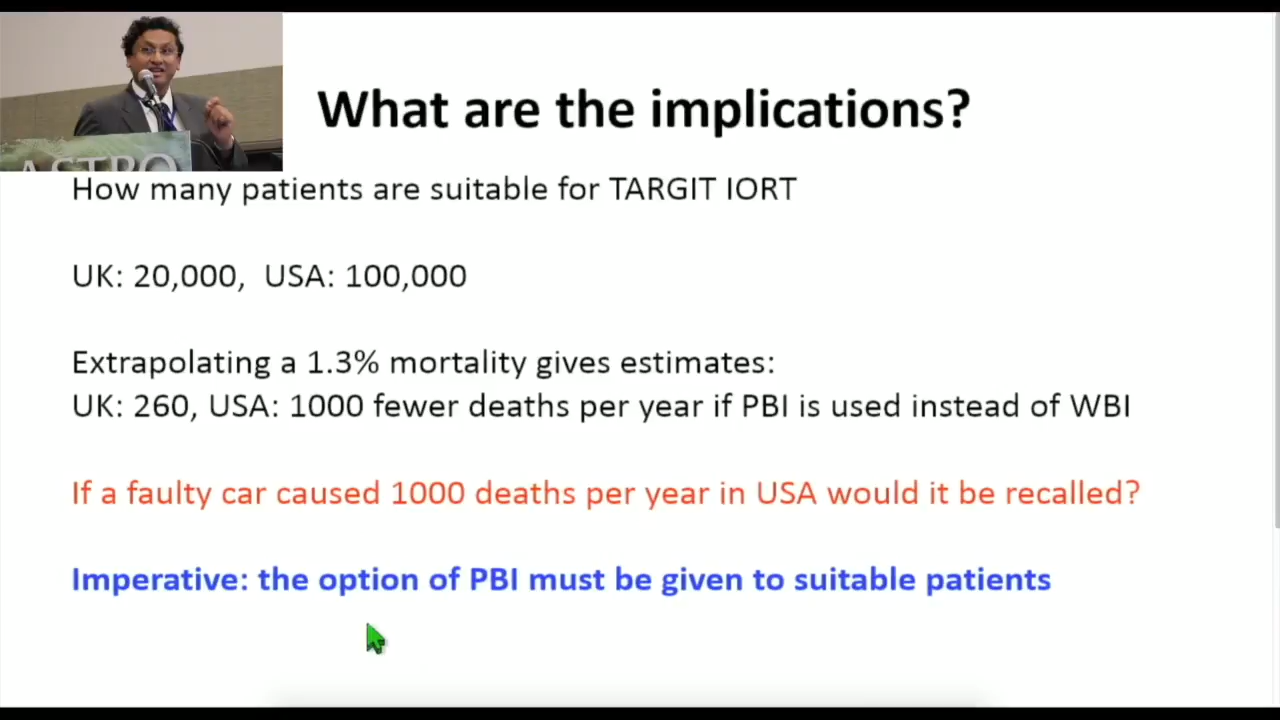 What are the implications?
ASTRO
How many patients are suitable for TARGIT IORT
UK: 20,000, USA: 100,000
Extrapolating a 1.3% mortality gives estimates:
UK: 260, USA: 1000 fewer deaths per year if PBI is used instead of WBI
If a faulty car caused 1000 deaths per year in USA would it be recalled?
Imperative: the option of PBI must be given to suitable patients